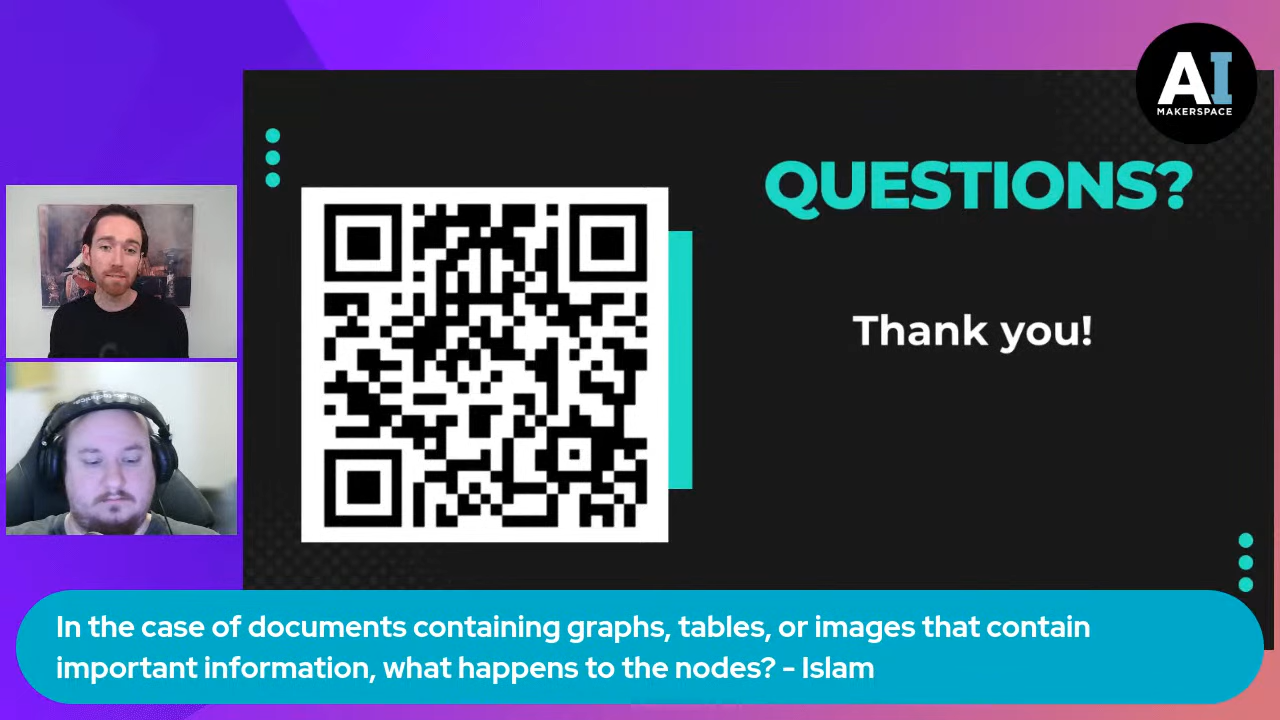 AI
MAKERSPACE
QUESTIONS?
Thank you!
In the case of documents containing graphs, tables, or images that contain
important information, what happens to the nodes? - Islam